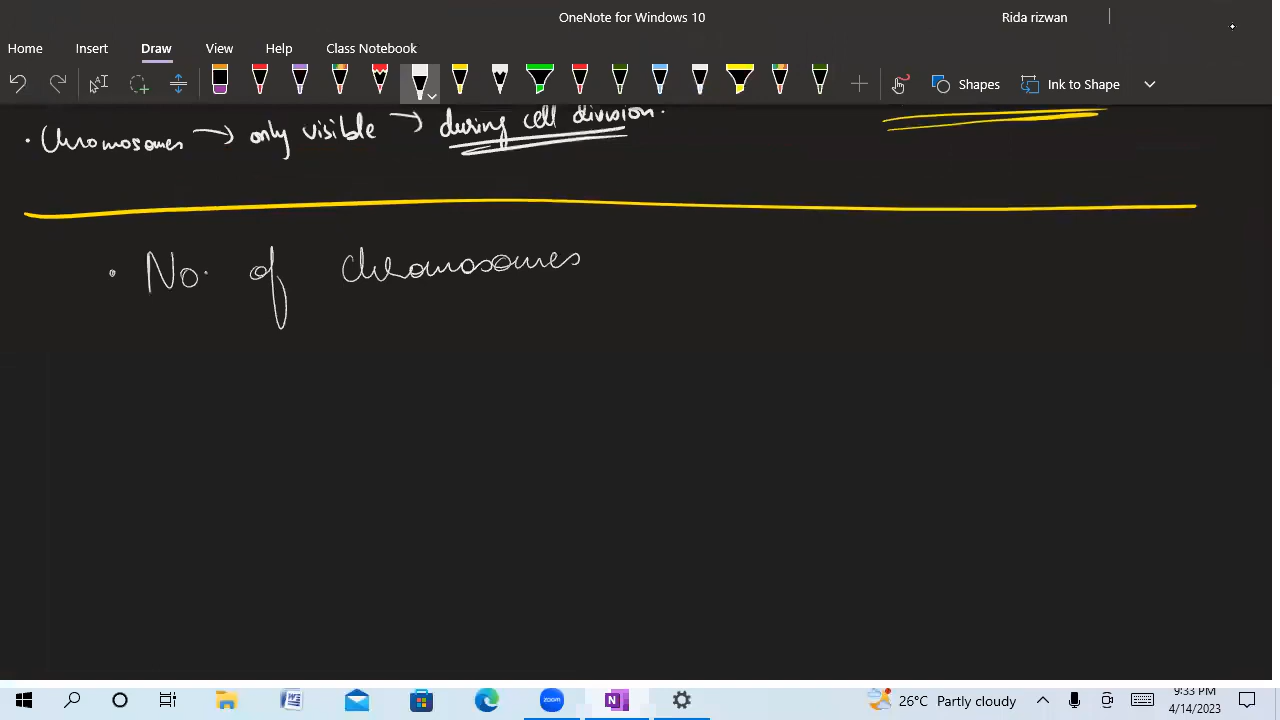 OneNote for Windows 10
Rida rizwan
Home Insert Draw View Help Class Notebook
Shapes Ink to Shape
· Chromosomes → only visible → during cell division.
· No. of chromosomes
zoom
26°C Partly cloudy
9:33 PM
4/14/2023